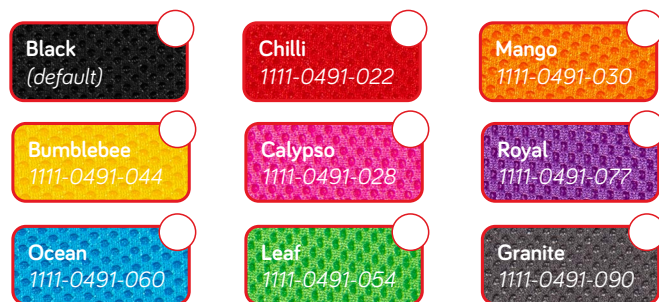 Black
(default)
Chilli
1111-0491-022
Mango
1111-0491-030
Bumblebee
1111-0491-044
Calypso
1111-0491-028
Royal
1111-0491-077
Ocean
1111-0491-060
Leaf
1111-0491-054
Granite
1111-0491-090